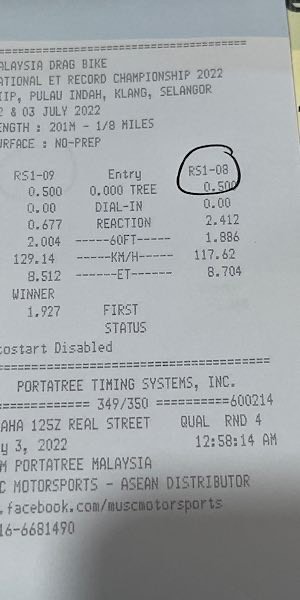 ALAYSIA DRAG BIKE
ATIONAL ET RECORD CHAMPIONSHIP 2022
IIP, PULAU INDAH, KLANG, SELANGOR
2 & 03 JULY 2022
ENGTH : 201M - 1/8 MILES
URFACE : NO-PREP
RS1-09 Entry RS1-08
0.500 0.000 TREE 0.500
0.00 DIAL-IN 0.00
0.677 REACTION 2.412
2.004 -----60FT----- 1.886
129.14 -----KM/H----- 117.62
8.512 ------ET------ 8.704
WINNER
1.927 FIRST
STATUS
tostart Disabled
PORTATREE TIMING SYSTEMS, INC.
============ 349/350 ==========600214
AHA 125Z REAL STREET QUAL RND 4
y 3, 2022 12:58:14 AM
M PORTATREE MALAYSIA
C MOTORSPORTS - ASEAN DISTRIBUTOR
.facebook.com/muscmotorsports
16-6681490